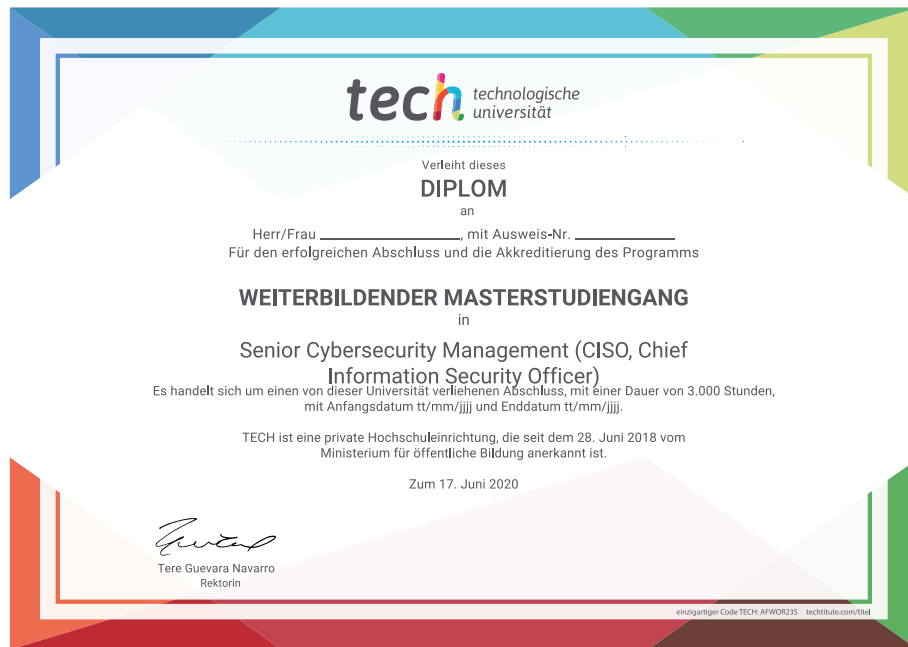 tech technologische
universität
Verleiht dieses
DIPLOM
an
Herr/Frau ____________, mit Ausweis-Nr. ____________
Für den erfolgreichen Abschluss und die Akkreditierung des Programms
WEITERBILDENDER MASTERSTUDIENGANG
in
Senior Cybersecurity Management (CISO, Chief
Information Security Officer)
Es handelt sich um einen von dieser Universität verliehenen Abschluss, mit einer Dauer von 3.000 Stunden,
mit Anfangsdatum tt/mm/jjjj und Enddatum tt/mm/jjjj.
TECH ist eine private Hochschuleinrichtung, die seit dem 28. Juni 2018 vom
Ministerium für öffentliche Bildung anerkannt ist.
Zum 17. Juni 2020
Tere Guevara Navarro
Rektorin
einzigartiger Code TECH: AFWOR23S techtitute.com/titel